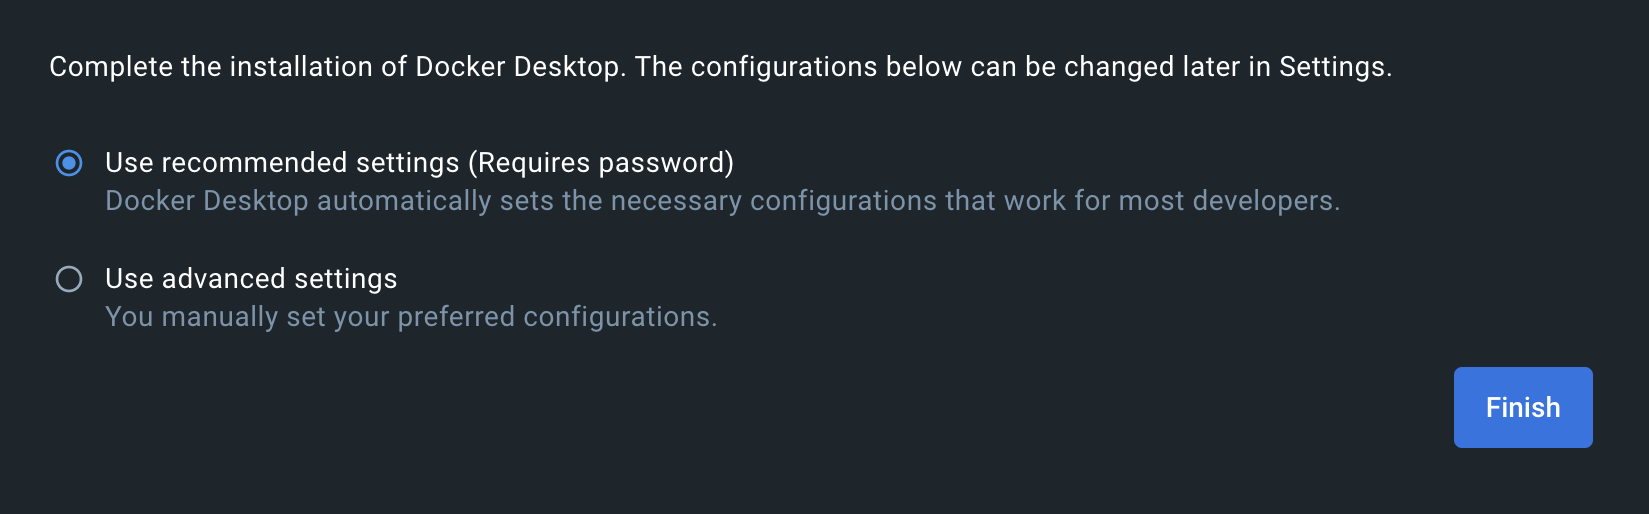 Complete the installation of Docker Desktop. The configurations below can be changed later in Settings.
Use recommended settings (Requires password)
Docker Desktop automatically sets the necessary configurations that work for most developers.
Use advanced settings
You manually set your preferred configurations.
Finish